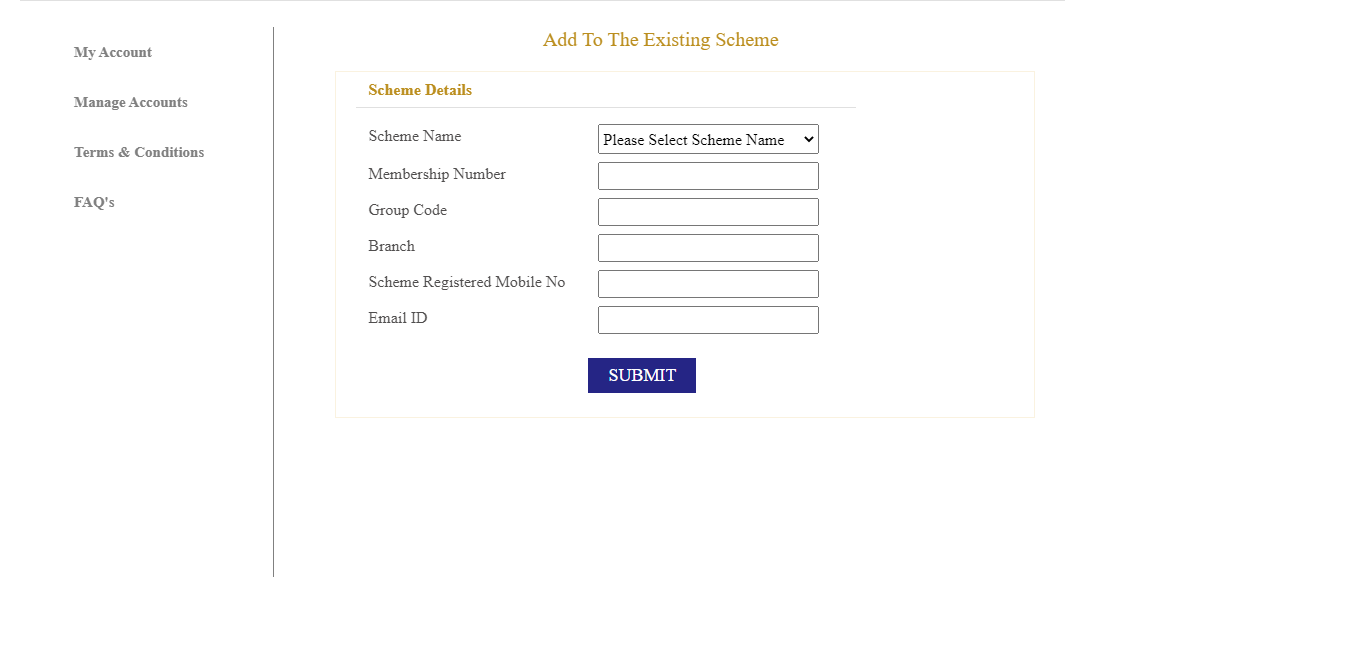 My Account
Manage Accounts
Terms & Conditions
FAQ's
Add To The Existing Scheme
Scheme Details
Scheme Name
Please Select Scheme Name
Membership Number
Group Code
Branch
Scheme Registered Mobile No
Email ID
SUBMIT